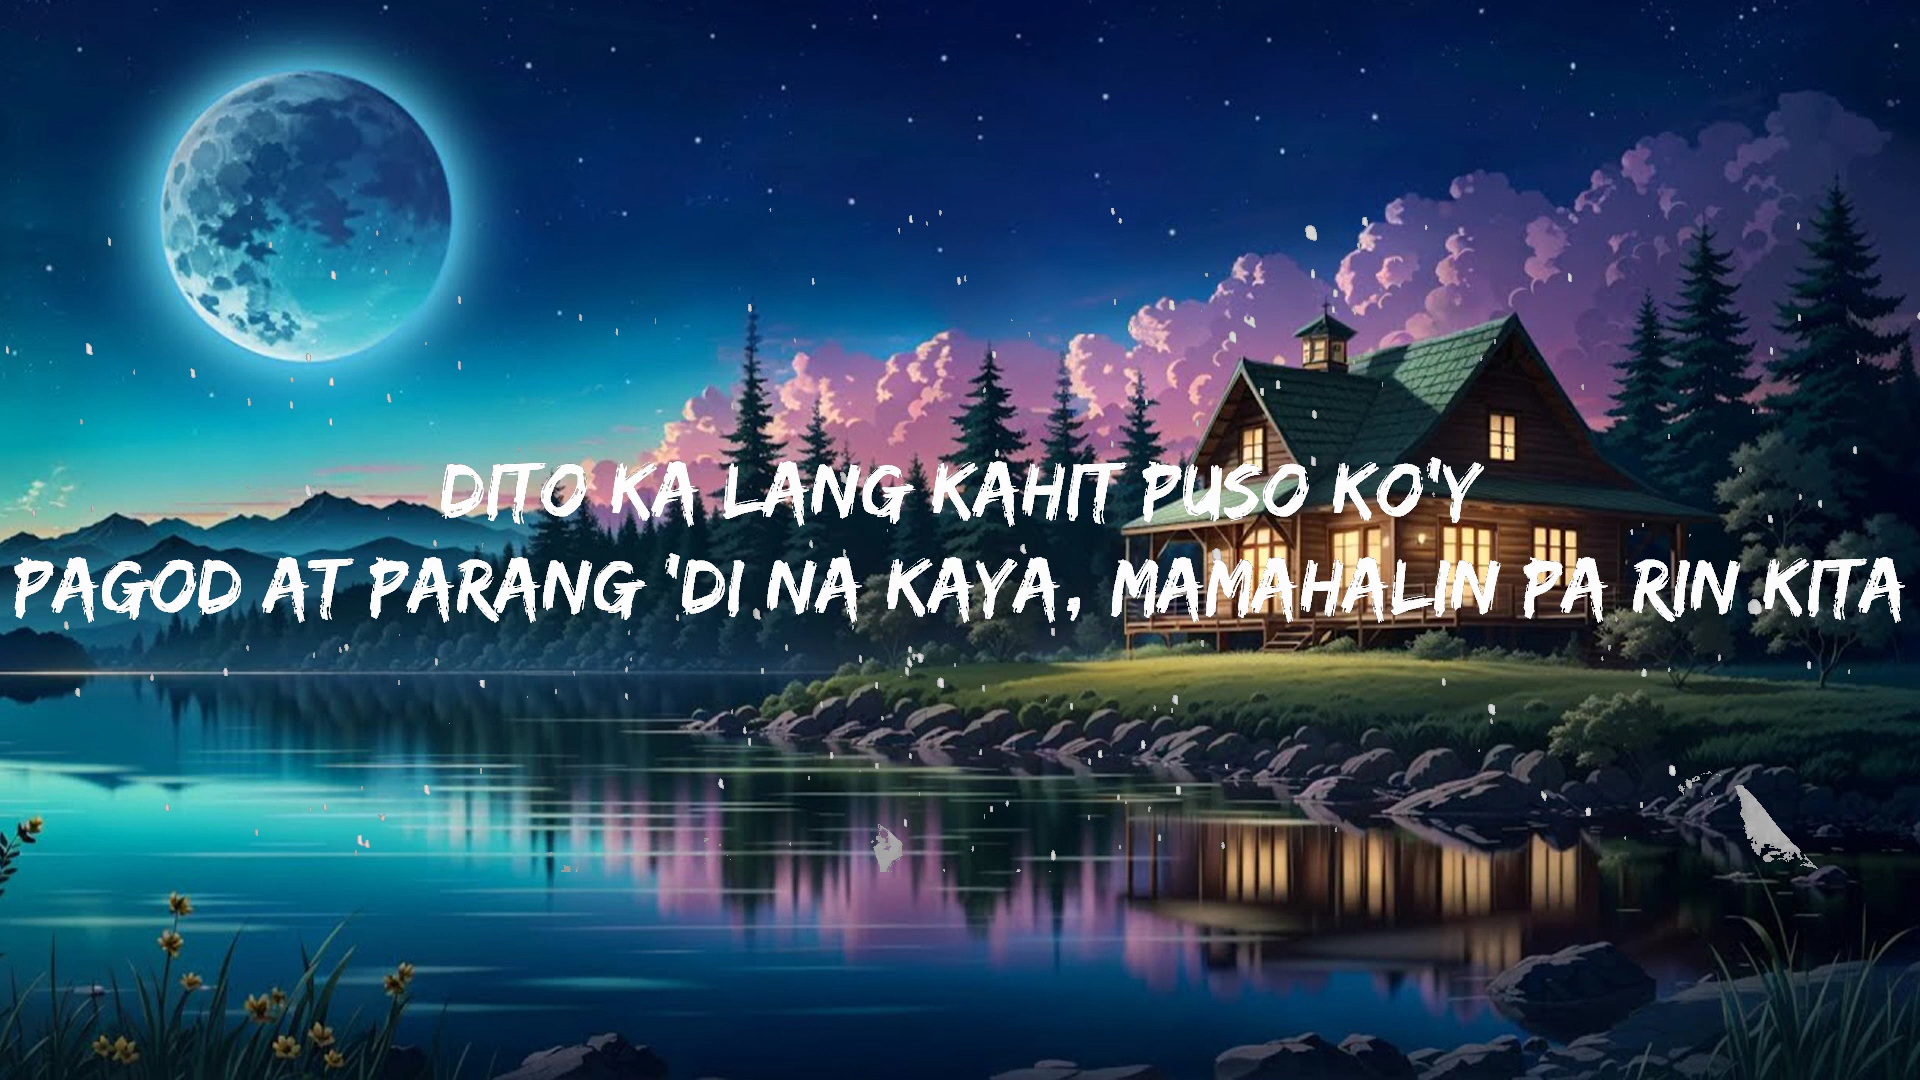 DITO KA LANG KAHIT PUSO KO'Y
PAGOD AT PARANG 'DI NA KAYA, MAMAHALIN PA RIN KITA